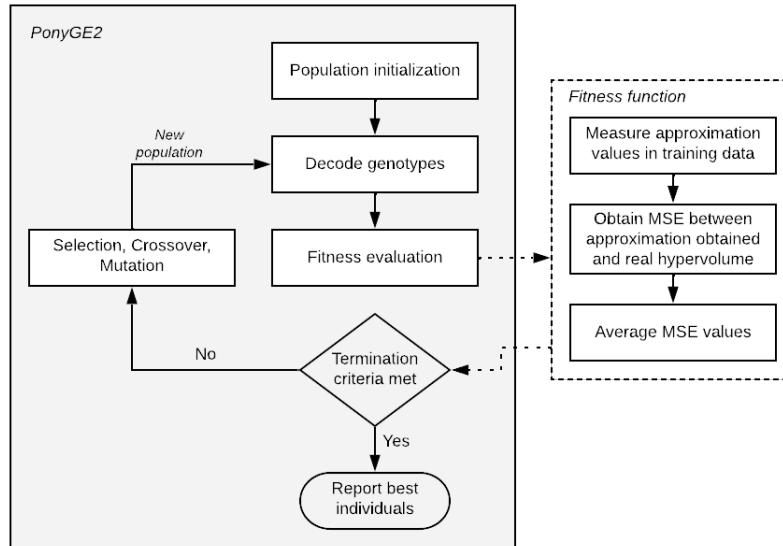 PonyGE2
Population initialization
New
population
Decode genotypes
Selection, Crossover,
Mutation
Fitness evaluation
No
Termination
criteria met
Yes
Report best
individuals
Fitness function
Measure approximation
values in training data
Obtain MSE between
approximation obtained
and real hypervolume
Average MSE values